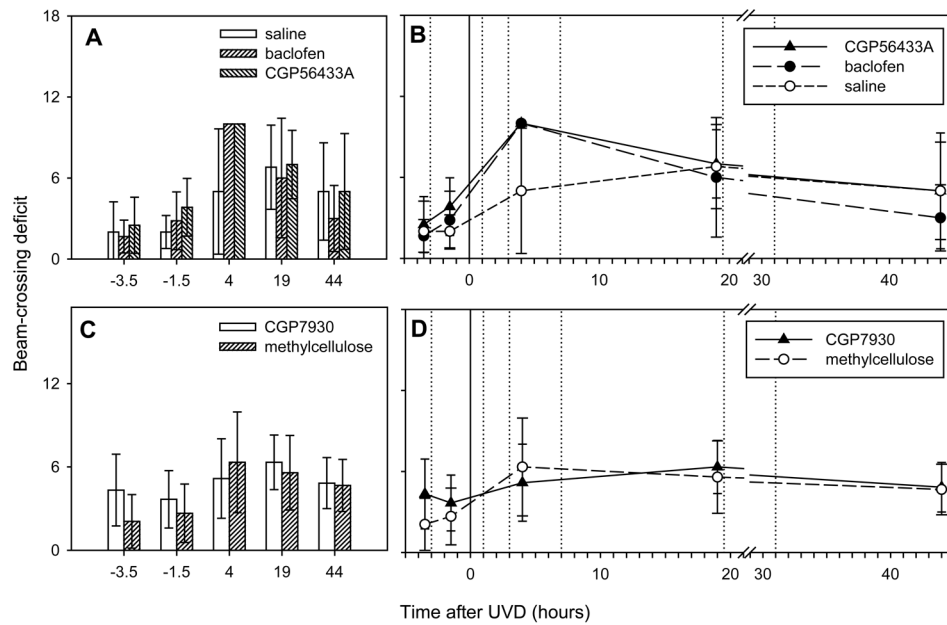 A
saline
baclofen
CGP56433A
18
12
6
0
-3.5 -1.5 4 19 44
B
CGP56433A
baclofen
saline
0 10 20 30 40
Beam-crossing deficit
C
CGP7930
methylcellulose
12
6
0
-3.5 -1.5 4 19 44
D
CGP7930
methylcellulose
0 10 20 30 40
Time after UVD (hours)